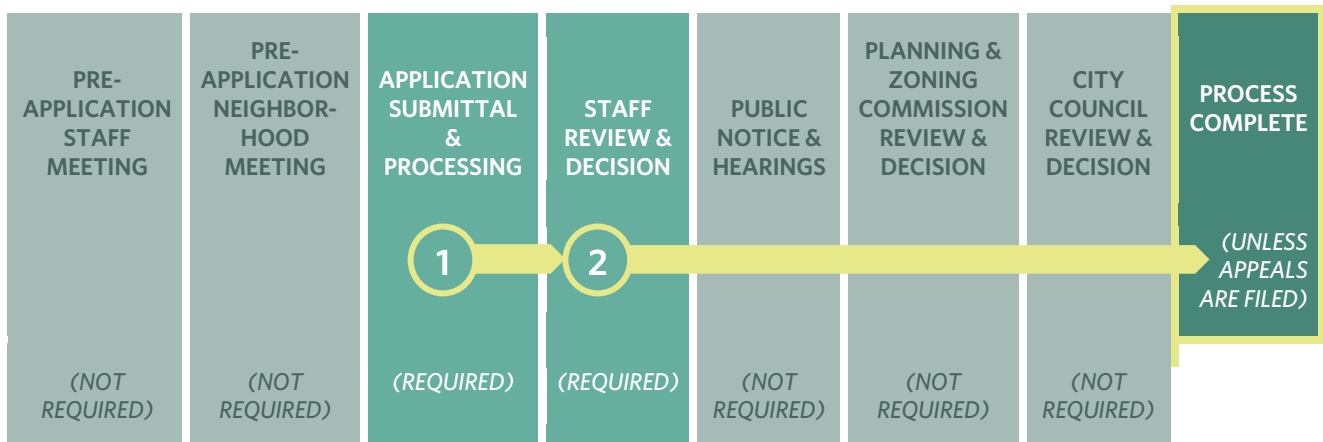 PRE-
APPLICATION
STAFF
MEETING
(NOT
REQUIRED)
PRE-
APPLICATION
NEIGHBOR-
HOOD
MEETING
(NOT
REQUIRED)
APPLICATION
SUBMITTAL
&
PROCESSING
1
(REQUIRED)
STAFF
REVIEW &
DECISION
2
(REQUIRED)
PUBLIC
NOTICE &
HEARINGS
(NOT
REQUIRED)
PLANNING &
ZONING
COMMISSION
REVIEW &
DECISION
(NOT
REQUIRED)
CITY
COUNCIL
REVIEW &
DECISION
(NOT
REQUIRED)
PROCESS
COMPLETE
(UNLESS
APPEALS
ARE FILED)